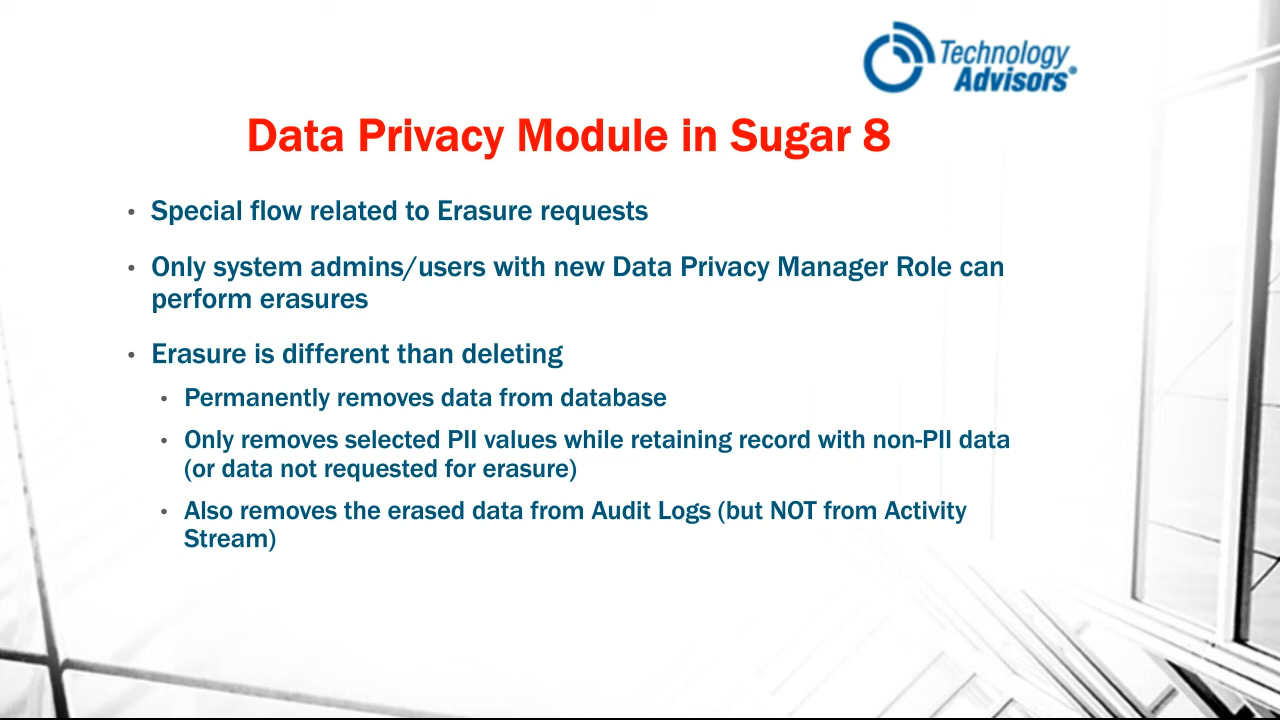 Technology
Advisors®
Data Privacy Module in Sugar 8
• Special flow related to Erasure requests
• Only system admins/users with new Data Privacy Manager Role can
perform erasures
• Erasure is different than deleting
• Permanently removes data from database
• Only removes selected PII values while retaining record with non-PII data
(or data not requested for erasure)
• Also removes the erased data from Audit Logs (but NOT from Activity
Stream)